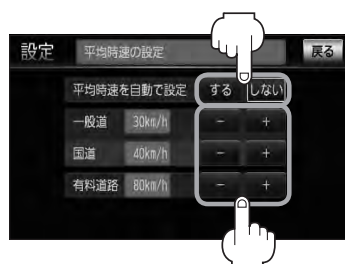 設定 平均時速の設定 戻る
平均時速を自動で設定 する しない
一般道 30km/h - +
国道 40km/h - +
有料道路 80km/h - +